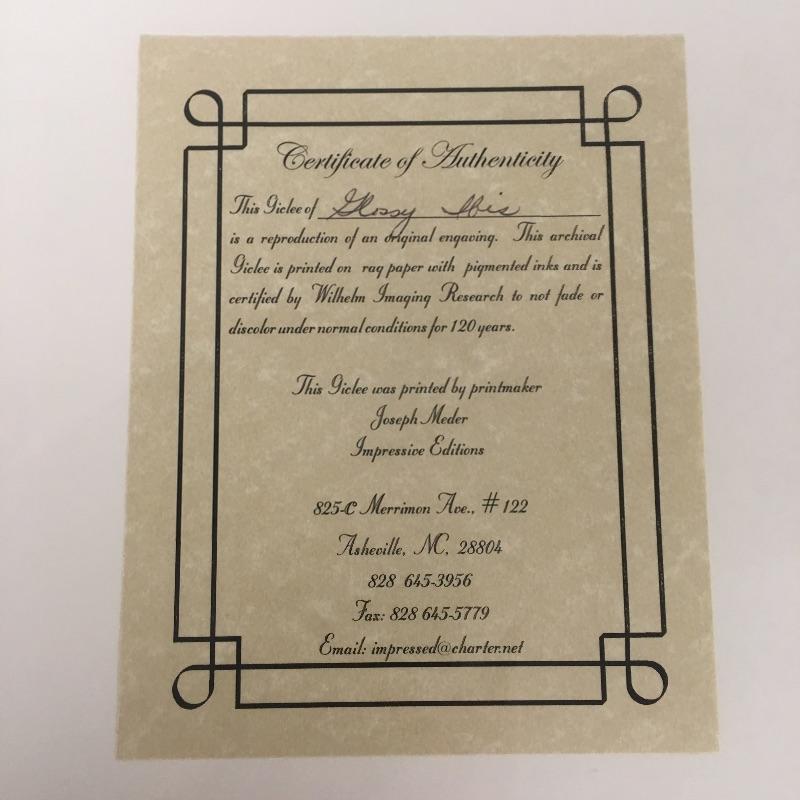 Certificate of Authenticity
This Giclee of Glossy Ibis
is a reproduction of an original engaving. This archival
Giclee is printed on rag paper with pigmented inks and is
certified by Wilhelm Imaging Research to not fade or
discolor under normal conditions for 120 years.
This Giclee was printed by printmaker
Joseph Meder
Impressive Editions
825-C Merrimon Ave., # 122
Asheville, NC, 28804
828 645-3956
Fax: 828 645-5779
Email: impressed@charter.net